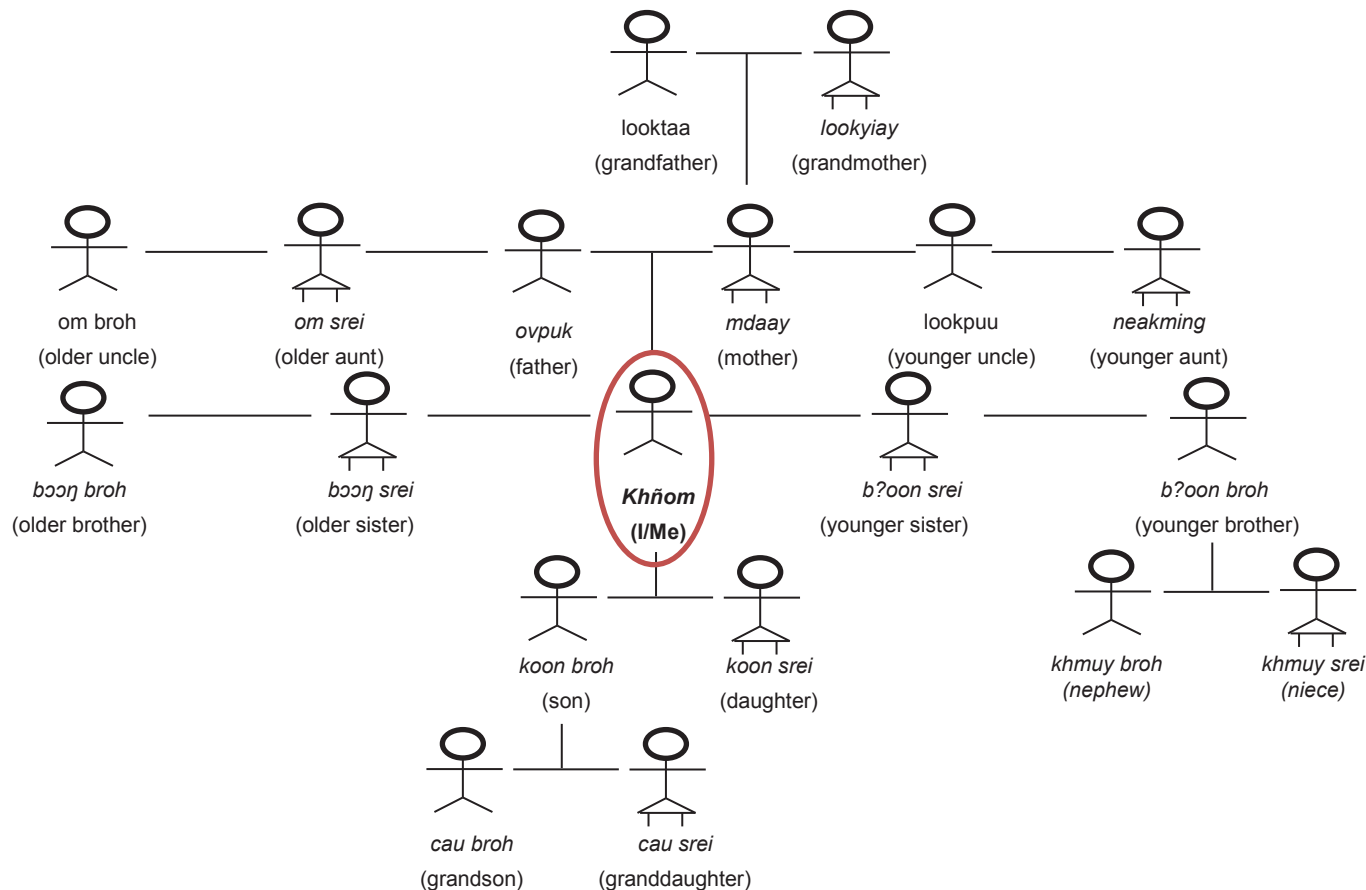 looktaa
(grandfather)
lookyiay
(grandmother)
om broh
(older uncle)
om srei
(older aunt)
ovpuk
(father)
mdaay
(mother)
lookpuu
(younger uncle)
neakming
(younger aunt)
bɔɔŋ broh
(older brother)
bɔɔŋ srei
(older sister)
Khñom
(I/Me)
b?oon srei
(younger sister)
b?oon broh
(younger brother)
koon broh
(son)
koon srei
(daughter)
khmuy broh
(nephew)
khmuy srei
(niece)
cau broh
(grandson)
cau srei
(granddaughter)